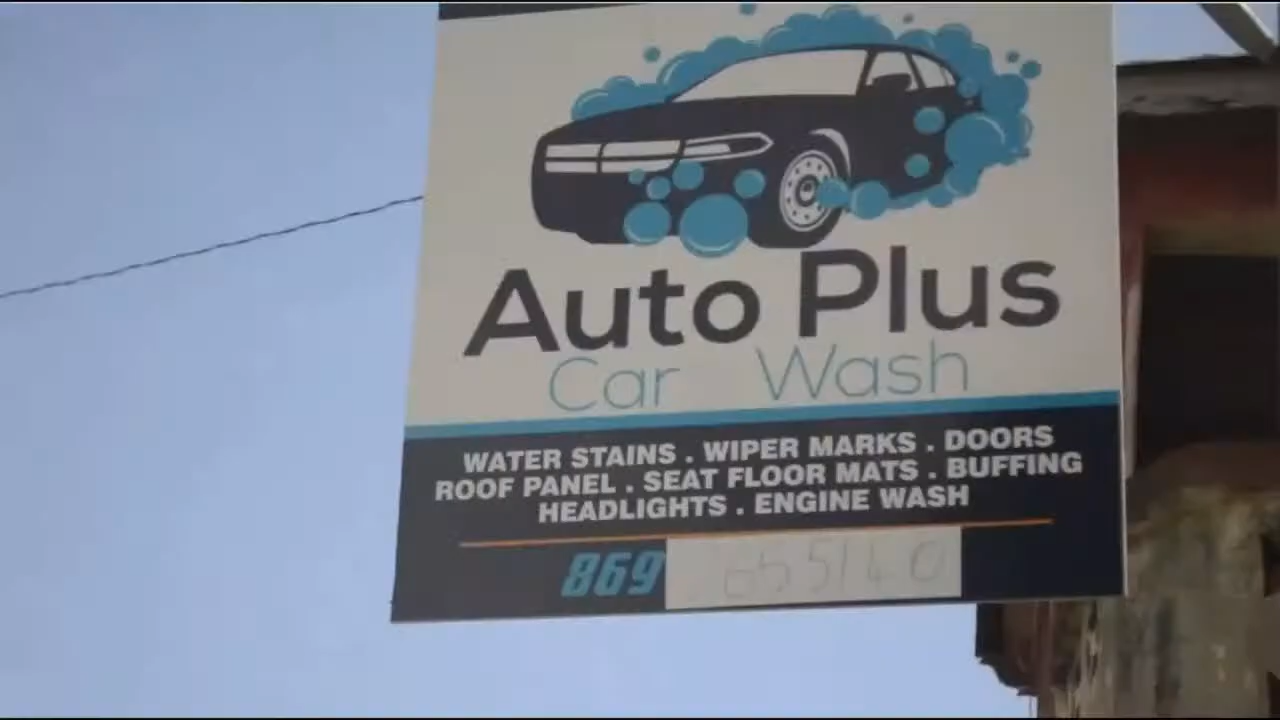 Auto Plus
Car Wash
WATER STAINS . WIPER MARKS . DOORS
ROOF PANEL . SEAT FLOOR MATS . BUFFING
HEADLIGHTS . ENGINE WASH
869